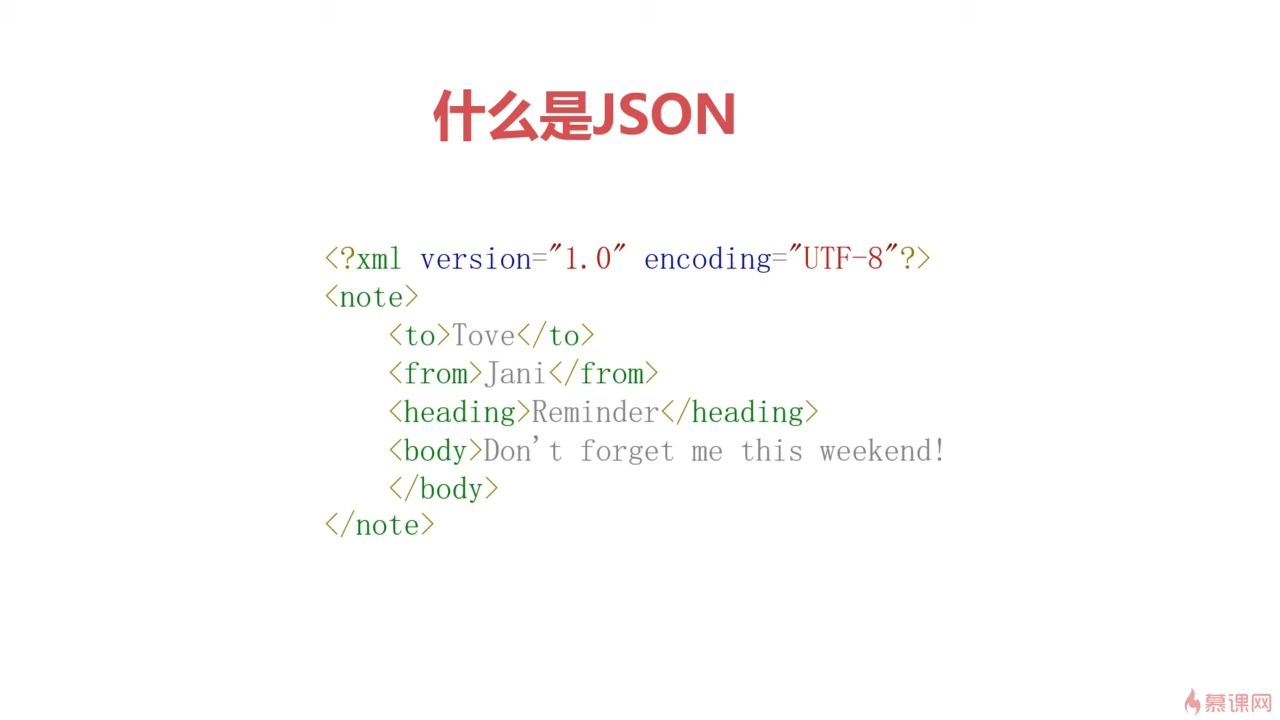 什么是JSON
<?xml version="1.0" encoding="UTF-8"?>
<note>
    <to>Tove</to>
    <from>Jani</from>
    <heading>Reminder</heading>
    <body>Don't forget me this weekend!
    </body>
</note>
慕课网